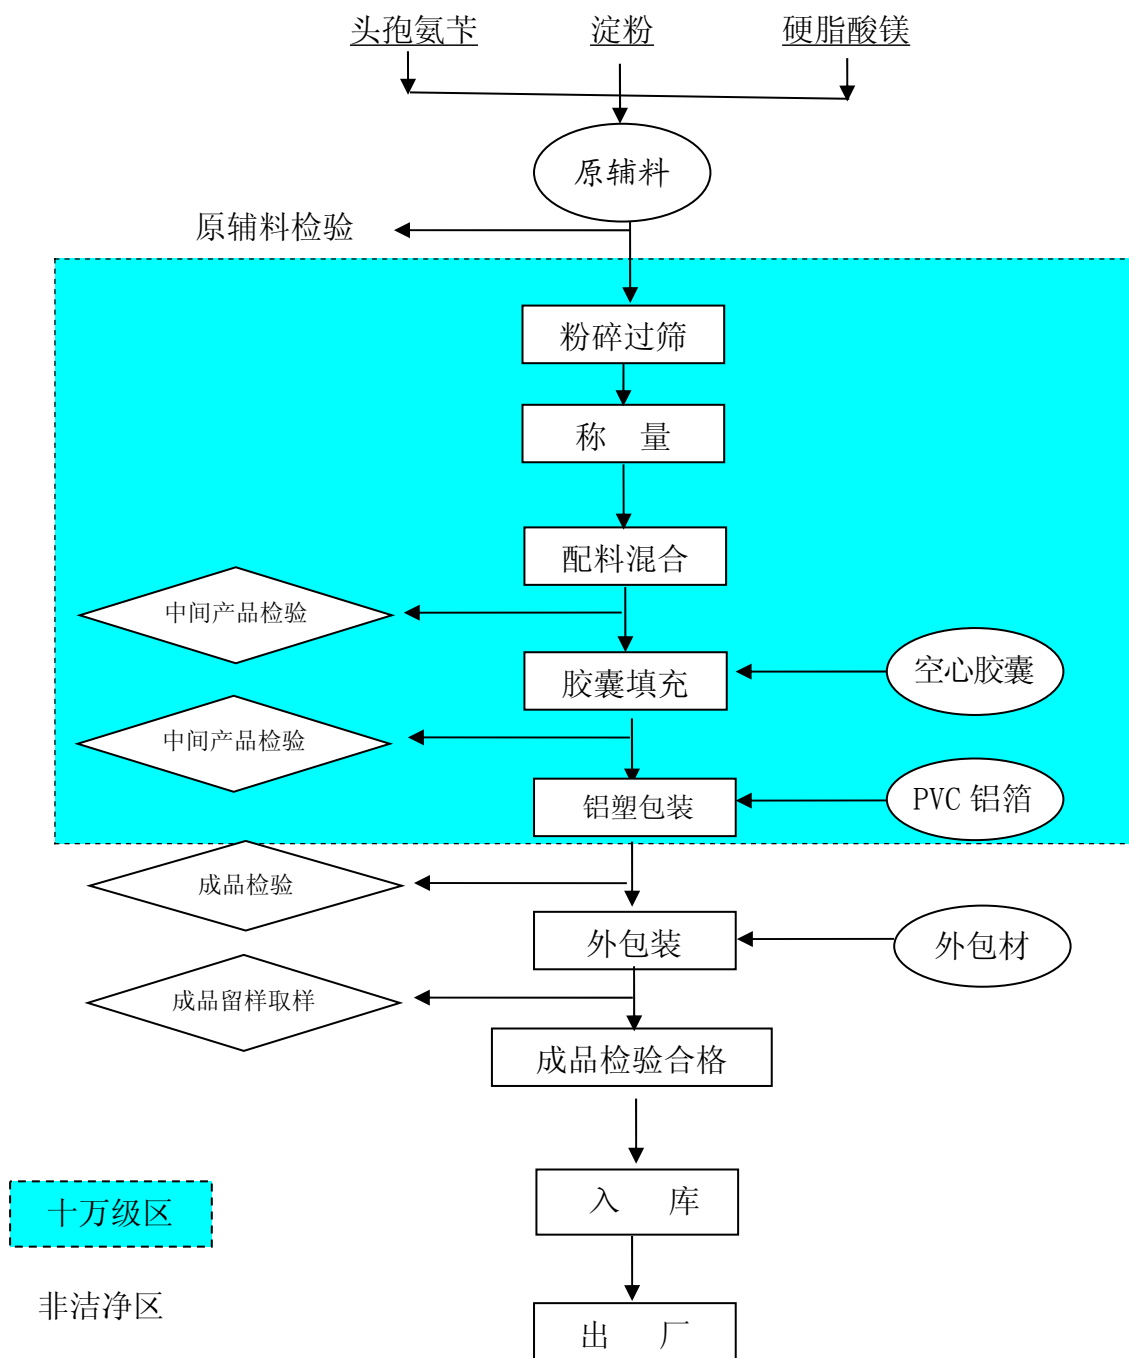 头孢氨苄 淀粉 硬脂酸镁
原辅料
原辅料检验
粉碎过筛
称 量
配料混合
中间产品检验
胶囊填充 空心胶囊
中间产品检验
铝塑包装 PVC 铝箔
成品检验
外包装 外包材
成品留样取样
成品检验合格
入 库
十万级区
非洁净区
出 厂